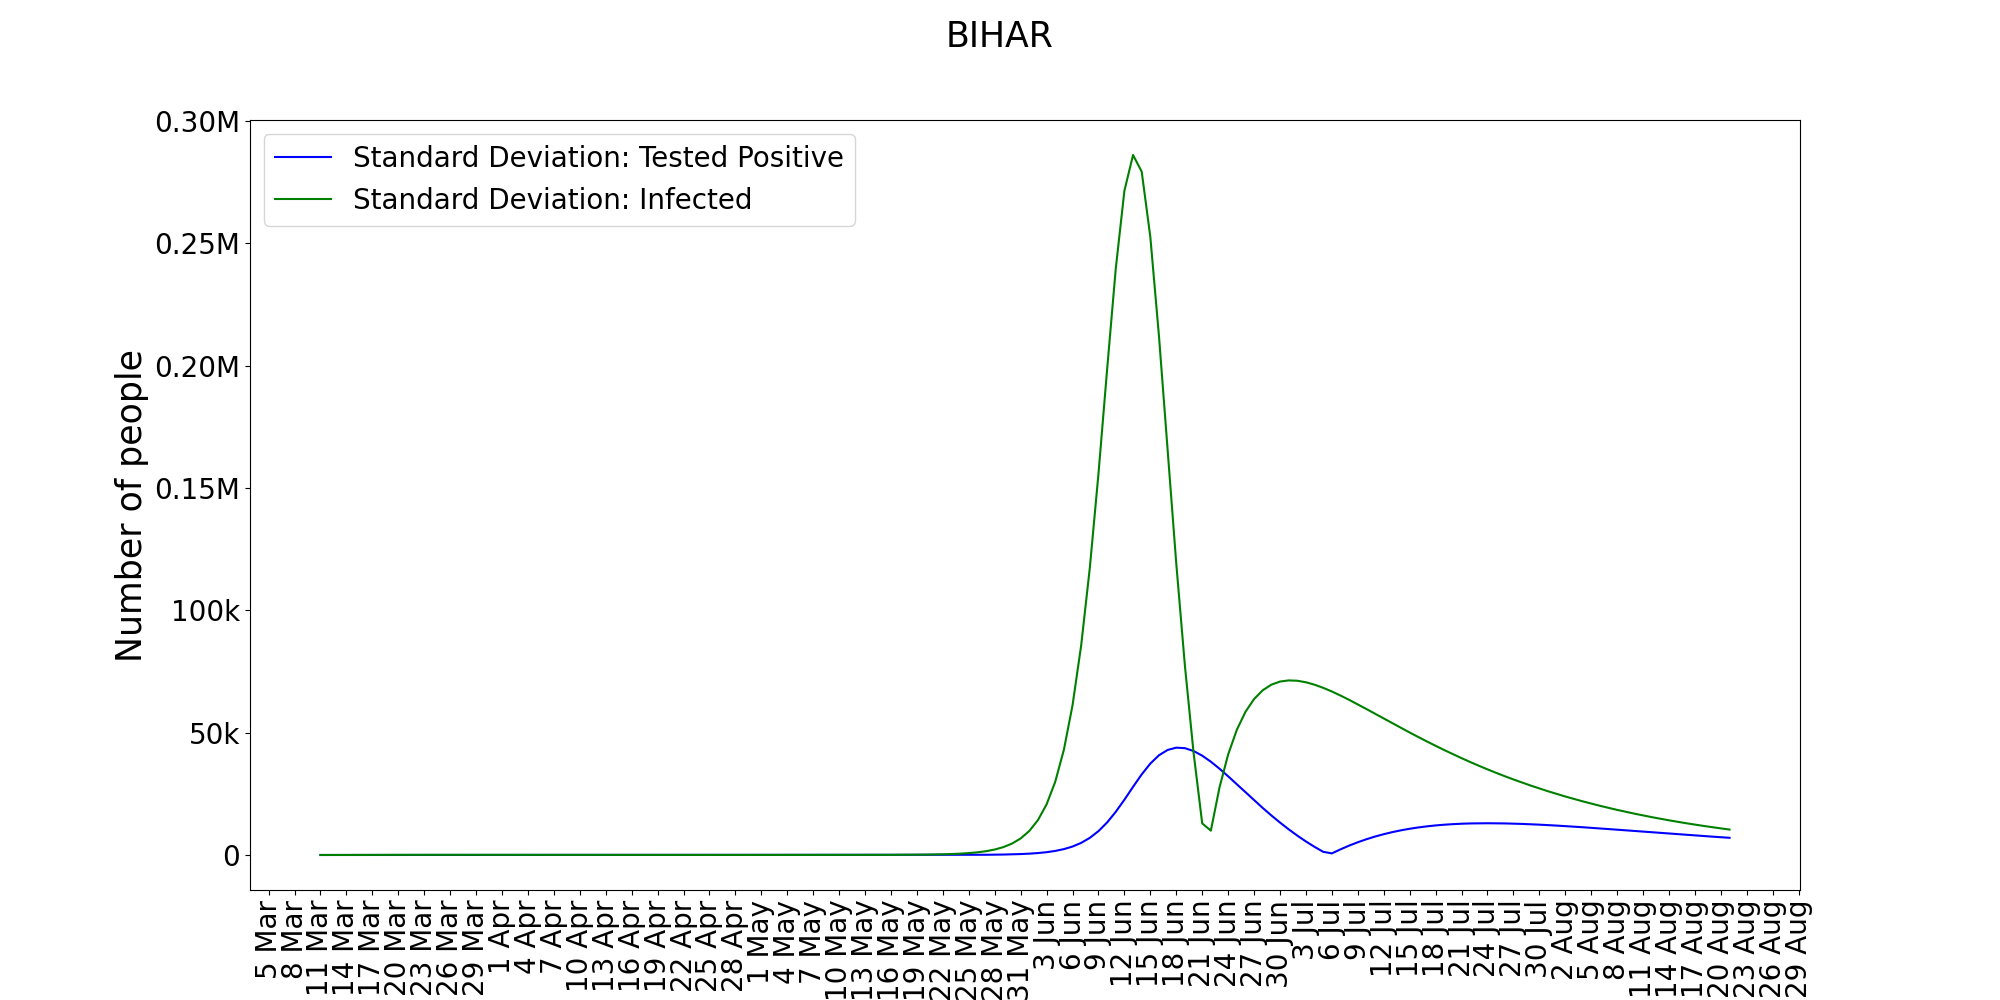 BIHAR
0.30M
0.25M
0.20M
0.15M
100k
50k
0
Number of people
Standard Deviation: Tested Positive
Standard Deviation: Infected
5 Mar
8 Mar
11 Mar
14 Mar
17 Mar
20 Mar
23 Mar
26 Mar
29 Mar
1 Apr
4 Apr
7 Apr
10 Apr
13 Apr
16 Apr
19 Apr
22 Apr
25 Apr
28 Apr
1 May
4 May
7 May
10 May
13 May
16 May
19 May
22 May
25 May
28 May
31 May
3 Jun
6 Jun
9 Jun
12 Jun
15 Jun
18 Jun
21 Jun
24 Jun
27 Jun
30 Jun
3 Jul
6 Jul
9 Jul
12 Jul
15 Jul
18 Jul
21 Jul
24 Jul
27 Jul
30 Jul
2 Aug
5 Aug
8 Aug
11 Aug
14 Aug
17 Aug
20 Aug
23 Aug
26 Aug
29 Aug